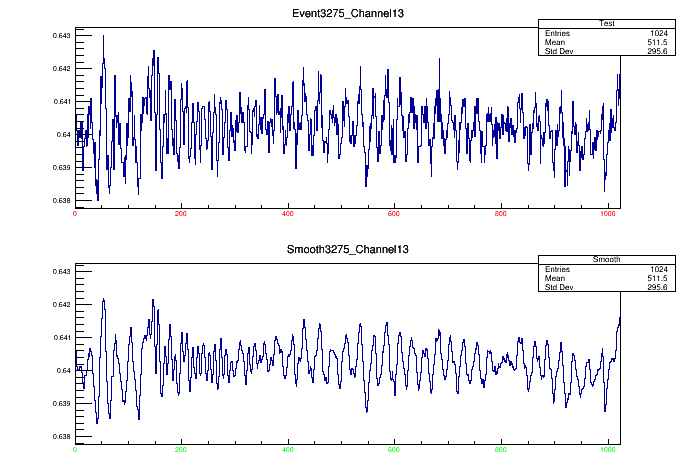 Event3275_Channel13
Test
Entries 1024
Mean 511.5
Std Dev 295.6
0.643
0.642
0.641
0.64
0.639
0.638
0 200 400 600 800 1000
Smooth3275_Channel13
Smooth
Entries 1024
Mean 511.5
Std Dev 295.6
0.643
0.642
0.641
0.64
0.639
0.638
0 200 400 600 800 1000